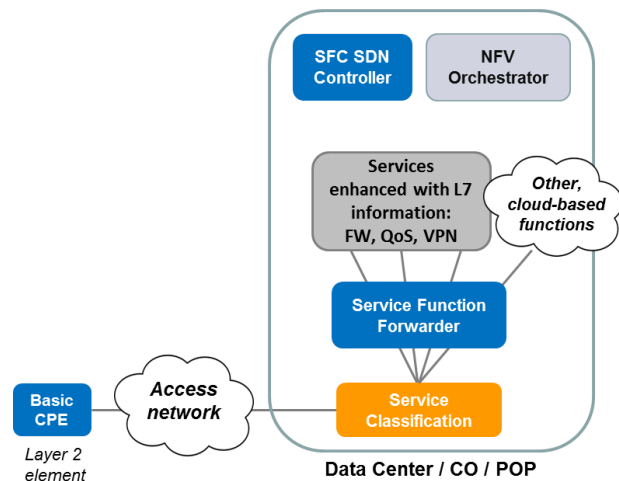 SFC SDN
Controller
NFV
Orchestrator
Services
enhanced with L7
information:
FW, QoS, VPN
Other,
cloud-based
functions
Service Function
Forwarder
Basic
CPE
Access
network
Service
Classification
Layer 2
element
Data Center / CO / POP